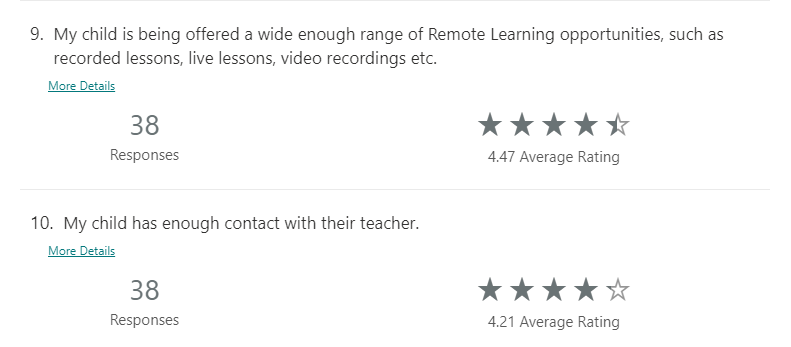 9. My child is being offered a wide enough range of Remote Learning opportunities, such as
recorded lessons, live lessons, video recordings etc.
More Details
38
Responses
4.47 Average Rating
10. My child has enough contact with their teacher.
More Details
38
Responses
4.21 Average Rating